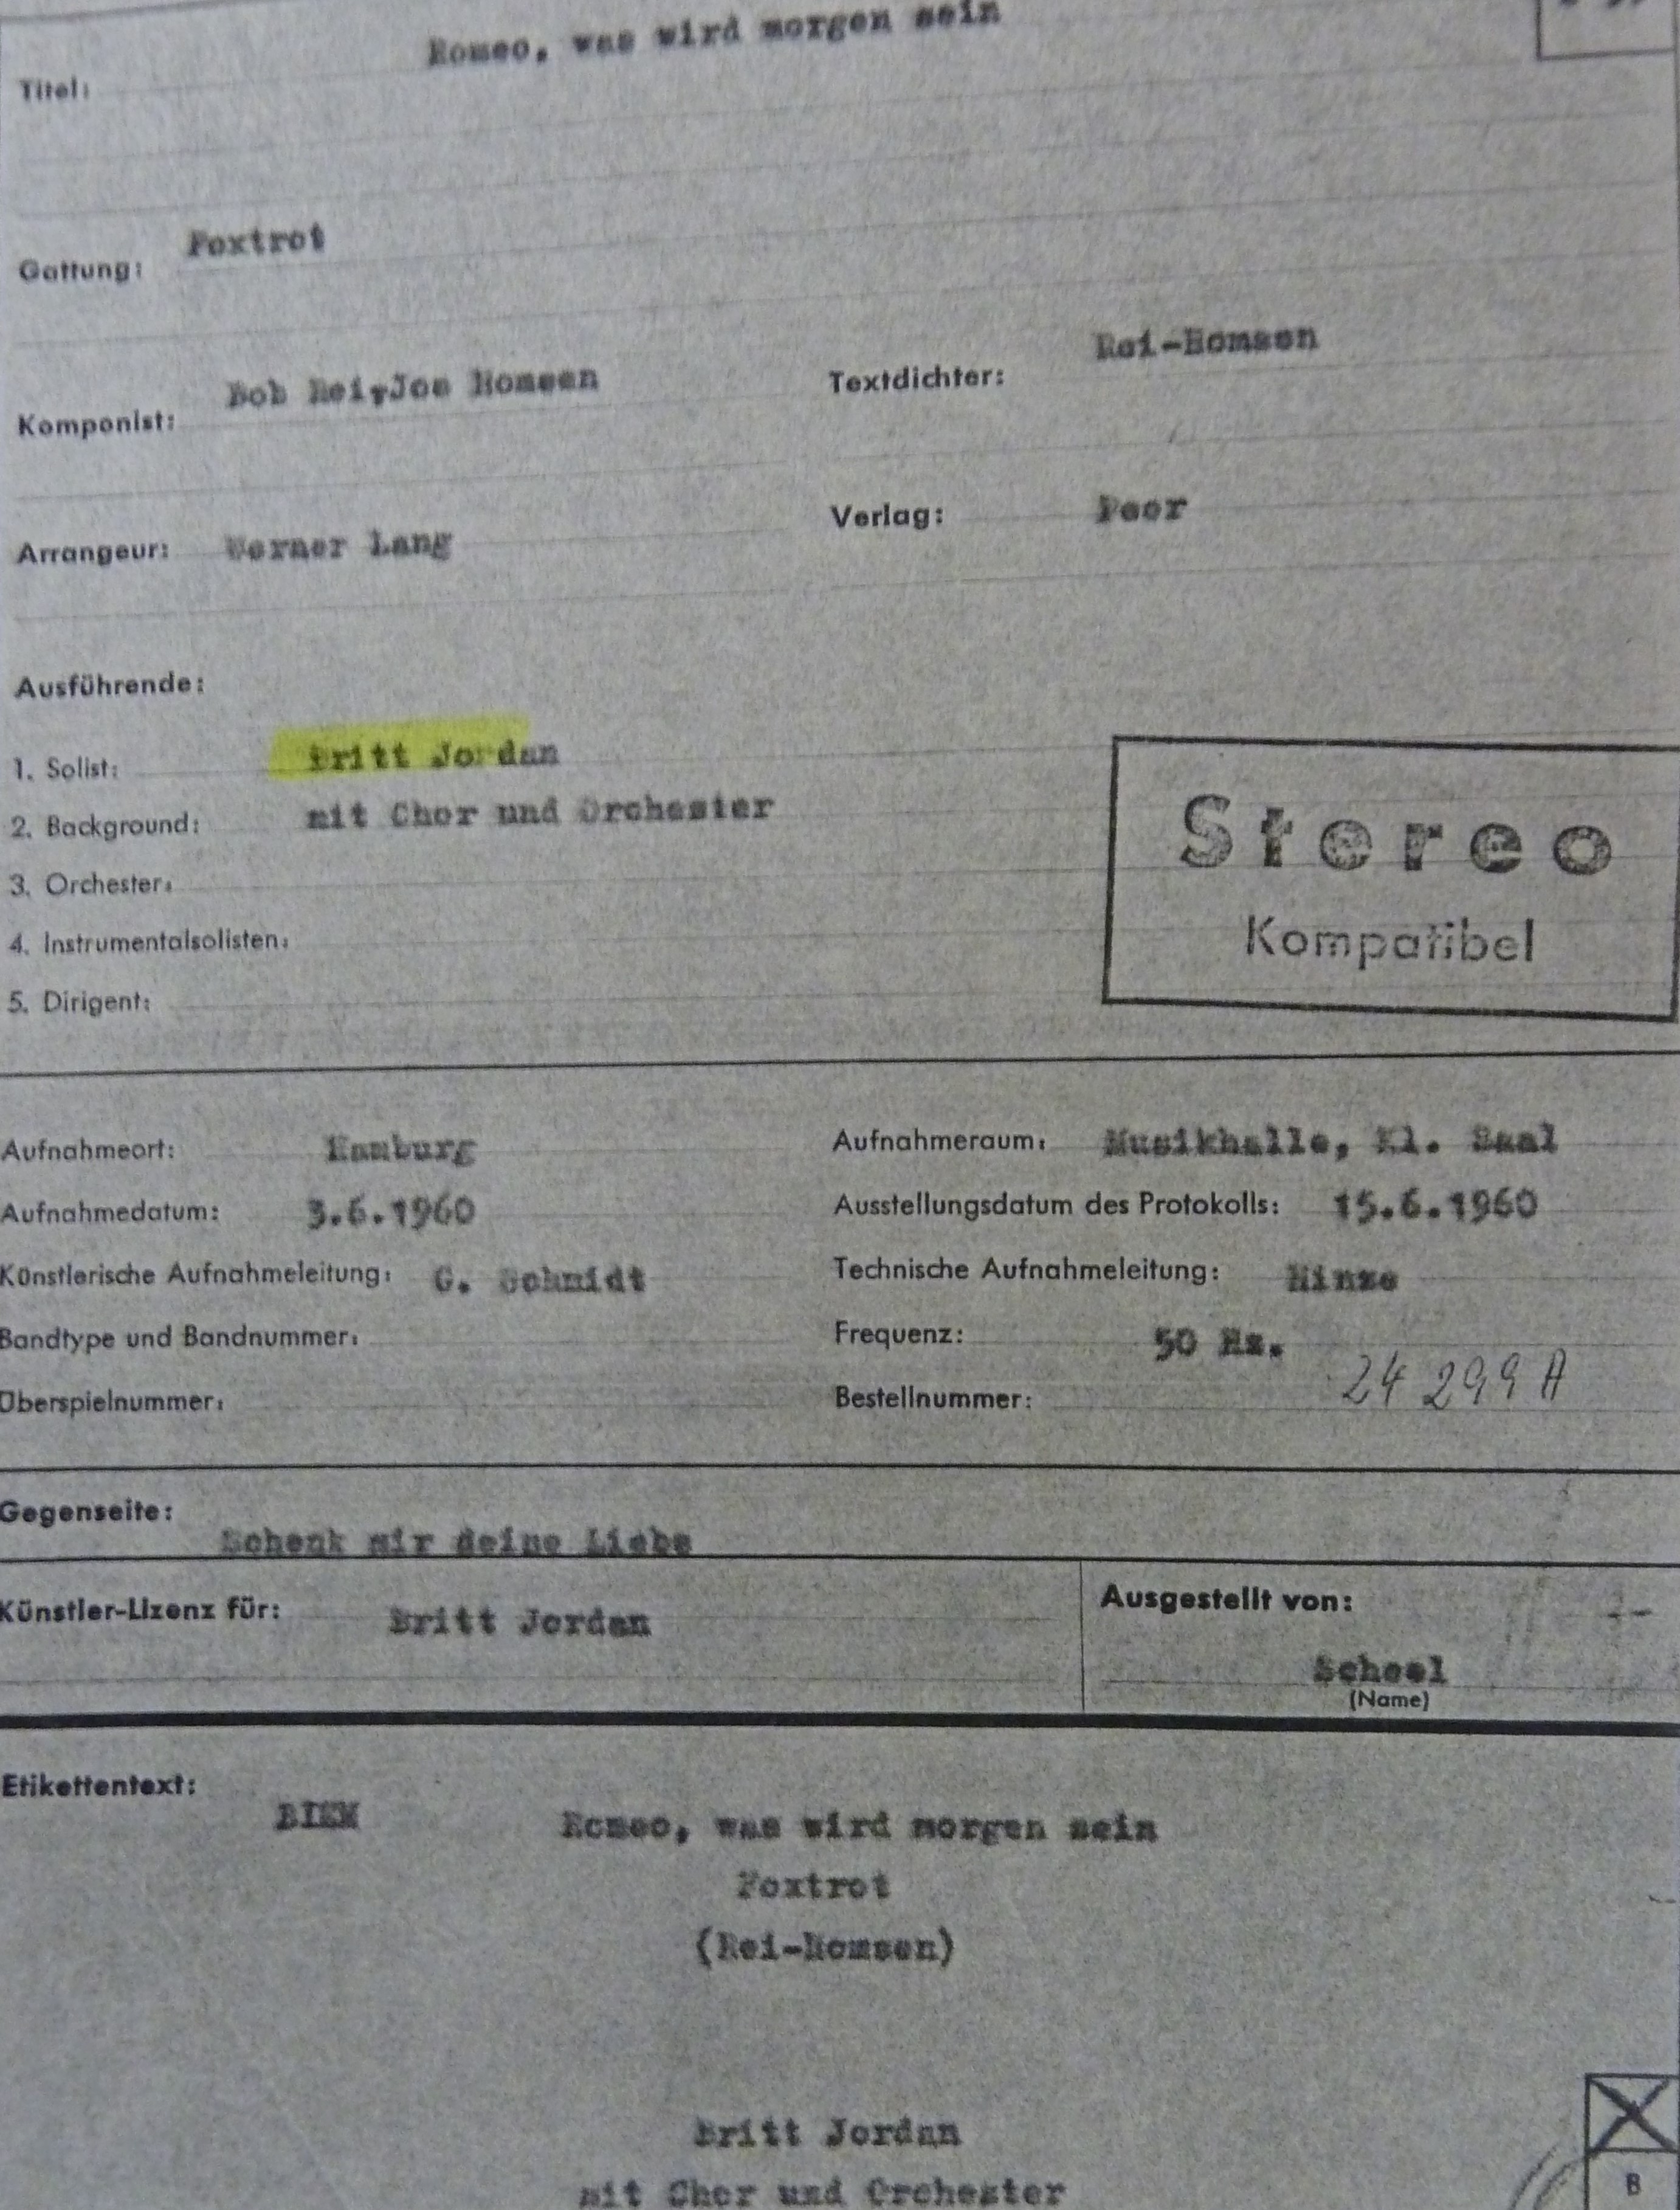 Romeo, was wird morgen sein
Titel:
Foxtrot
Gattung:
Bob Rei, Joe Homsen
Komponist:
Rei-Homsen
Textdichter:
Arrangeur: Werner Lang
Verlag: Peer
Ausführende:
1. Solist: Britt Jordan
2. Background: mit Chor und Orchester
3. Orchester:
4. Instrumentalsolisten:
5. Dirigent:
Stereo
Kompatibel
Aufnahmeort: Hamburg
Aufnahmeraum: Musikhalle, Kl. Saal
Aufnahmedatum: 3.6.1960
Ausstellungsdatum des Protokolls: 15.6.1960
Künstlerische Aufnahmeleitung: G. Schmidt
Technische Aufnahmeleitung: Hinze
Bandtype und Bandnummer:
Frequenz: 50 Hz.
Überspielnummer:
Bestellnummer: 24 299 A
Gegenseite:
Schenk mir deine Liebe
Künstler-Lizenz für: Britt Jordan
Ausgestellt von:
Scheel
(Name)
Etikettentext:
BIEM Romeo, was wird morgen sein
Foxtrot
(Rei-Homsen)
Britt Jordan
mit Chor und Orchester
B